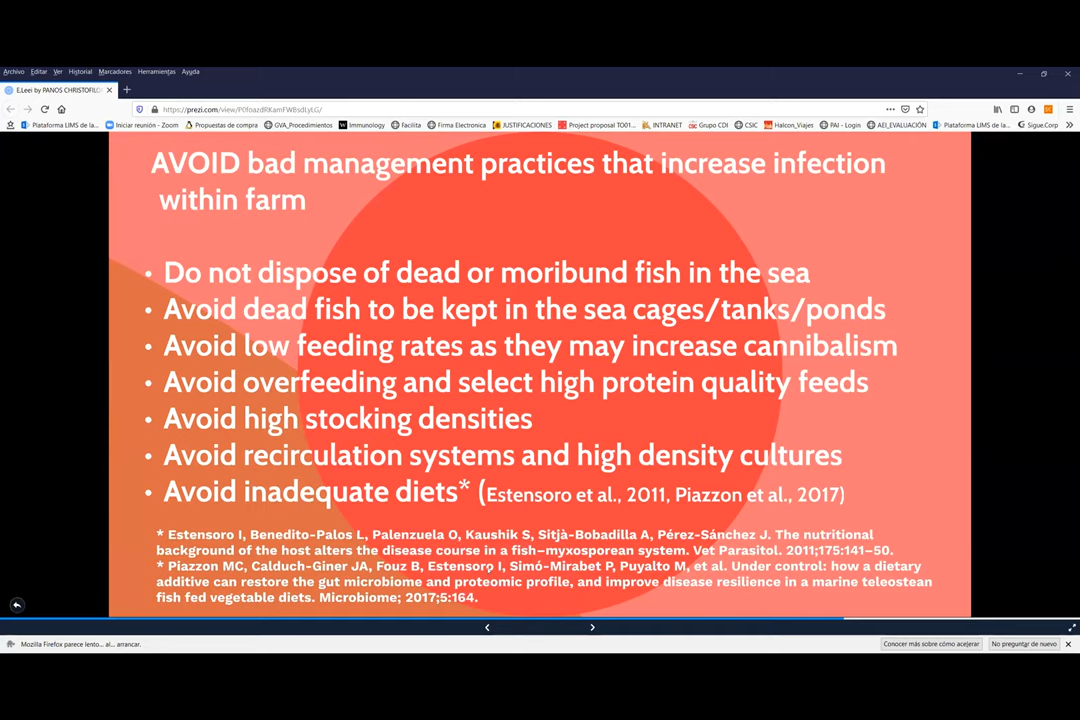 Archivo Editar Ver Historial Marcadores Herramientas Ayuda
E.Leei by PANOS CHRISTOFILO
https://prezi.com/view/P0foazdRKamFWBsdLyLG/
Plataforma LIMS de la... Iniciar reunión - Zoom Propuestas de compra GVA_Procedimientos Immunology Facilita Firma Electronica JUSTIFICACIONES Project proposal TO01... INTRANET Grupo CDI CSIC Halcon_Viajes PAI - Login AEI_EVALUACIÓN Plataforma LIMS de la... Sigue.Corp
AVOID bad management practices that increase infection
within farm
• Do not dispose of dead or moribund fish in the sea
• Avoid dead fish to be kept in the sea cages/tanks/ponds
• Avoid low feeding rates as they may increase cannibalism
• Avoid overfeeding and select high protein quality feeds
• Avoid high stocking densities
• Avoid recirculation systems and high density cultures
• Avoid inadequate diets* (Estensoro et al., 2011, Piazzon et al., 2017)
* Estensoro I, Benedito-Palos L, Palenzuela O, Kaushik S, Sitjà-Bobadilla A, Pérez-Sánchez J. The nutritional
background of the host alters the disease course in a fish–myxosporean system. Vet Parasitol. 2011;175:141–50.
* Piazzon MC, Calduch-Giner JA, Fouz B, Estensoro I, Simó-Mirabet P, Puyalto M, et al. Under control: how a dietary
additive can restore the gut microbiome and proteomic profile, and improve disease resilience in a marine teleostean
fish fed vegetable diets. Microbiome; 2017;5:164.
Mozilla Firefox parece lento... al... arrancar.
Conocer más sobre cómo acelerar
No preguntar de nuevo